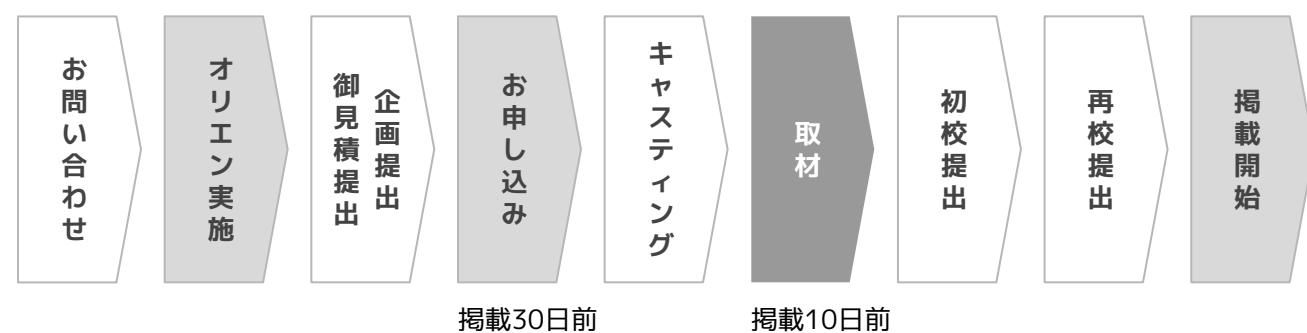 お問い合わせ
オリエン実施
企画提出
御見積提出
お申し込み
キャスティング
取材
初校提出
再校提出
掲載開始
掲載30日前
掲載10日前